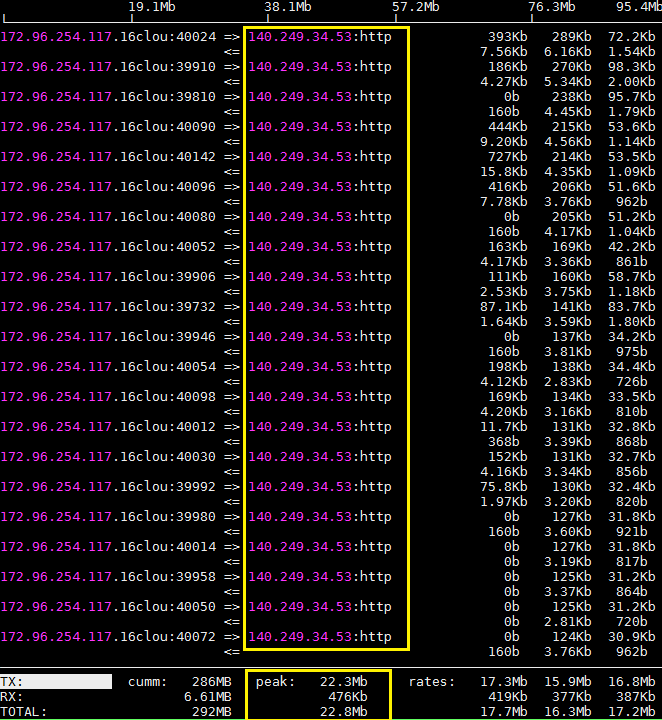 19.1Mb 38.1Mb 57.2Mb 76.3Mb 95.4Mb
172.96.254.117.16clou:40024 => 140.249.34.53:http 393Kb 289Kb 72.2Kb
<= 7.56Kb 6.16Kb 1.54Kb
172.96.254.117.16clou:39910 => 140.249.34.53:http 186Kb 270Kb 98.3Kb
<= 4.27Kb 5.34Kb 2.00Kb
172.96.254.117.16clou:39810 => 140.249.34.53:http 0b 238Kb 95.7Kb
<= 160b 4.45Kb 1.79Kb
172.96.254.117.16clou:40090 => 140.249.34.53:http 444Kb 215Kb 53.6Kb
<= 9.20Kb 4.56Kb 1.14Kb
172.96.254.117.16clou:40142 => 140.249.34.53:http 727Kb 214Kb 53.5Kb
<= 15.8Kb 4.35Kb 1.09Kb
172.96.254.117.16clou:40096 => 140.249.34.53:http 416Kb 206Kb 51.6Kb
<= 7.78Kb 3.76Kb 962b
172.96.254.117.16clou:40080 => 140.249.34.53:http 0b 205Kb 51.2Kb
<= 160b 4.17Kb 1.04Kb
172.96.254.117.16clou:40052 => 140.249.34.53:http 163Kb 169Kb 42.2Kb
<= 4.17Kb 3.36Kb 861b
172.96.254.117.16clou:39906 => 140.249.34.53:http 111Kb 160Kb 58.7Kb
<= 2.53Kb 3.75Kb 1.18Kb
172.96.254.117.16clou:39732 => 140.249.34.53:http 87.1Kb 141Kb 83.7Kb
<= 1.64Kb 3.59Kb 1.80Kb
172.96.254.117.16clou:39946 => 140.249.34.53:http 0b 137Kb 34.2Kb
<= 160b 3.81Kb 975b
172.96.254.117.16clou:40054 => 140.249.34.53:http 198Kb 138Kb 34.4Kb
<= 4.12Kb 2.83Kb 726b
172.96.254.117.16clou:40098 => 140.249.34.53:http 169Kb 134Kb 33.5Kb
<= 4.20Kb 3.16Kb 810b
172.96.254.117.16clou:40012 => 140.249.34.53:http 11.7Kb 131Kb 32.8Kb
<= 368b 3.39Kb 868b
172.96.254.117.16clou:40030 => 140.249.34.53:http 152Kb 131Kb 32.7Kb
<= 4.16Kb 3.34Kb 856b
172.96.254.117.16clou:39992 => 140.249.34.53:http 75.8Kb 130Kb 32.4Kb
<= 1.97Kb 3.20Kb 820b
172.96.254.117.16clou:39980 => 140.249.34.53:http 0b 127Kb 31.8Kb
<= 160b 3.60Kb 921b
172.96.254.117.16clou:40014 => 140.249.34.53:http 0b 127Kb 31.8Kb
<= 0b 3.19Kb 817b
172.96.254.117.16clou:39958 => 140.249.34.53:http 0b 125Kb 31.2Kb
<= 0b 3.37Kb 864b
172.96.254.117.16clou:40050 => 140.249.34.53:http 0b 125Kb 31.2Kb
<= 0b 2.81Kb 720b
172.96.254.117.16clou:40072 => 140.249.34.53:http 0b 124Kb 30.9Kb
<= 160b 3.76Kb 962b
TX: cumm: 286MB peak: 22.3Mb rates: 17.3Mb 15.9Mb 16.8Mb
RX: 6.61MB 476Kb 419Kb 377Kb 387Kb
TOTAL: 292MB 22.8Mb 17.7Mb 16.3Mb 17.2Mb